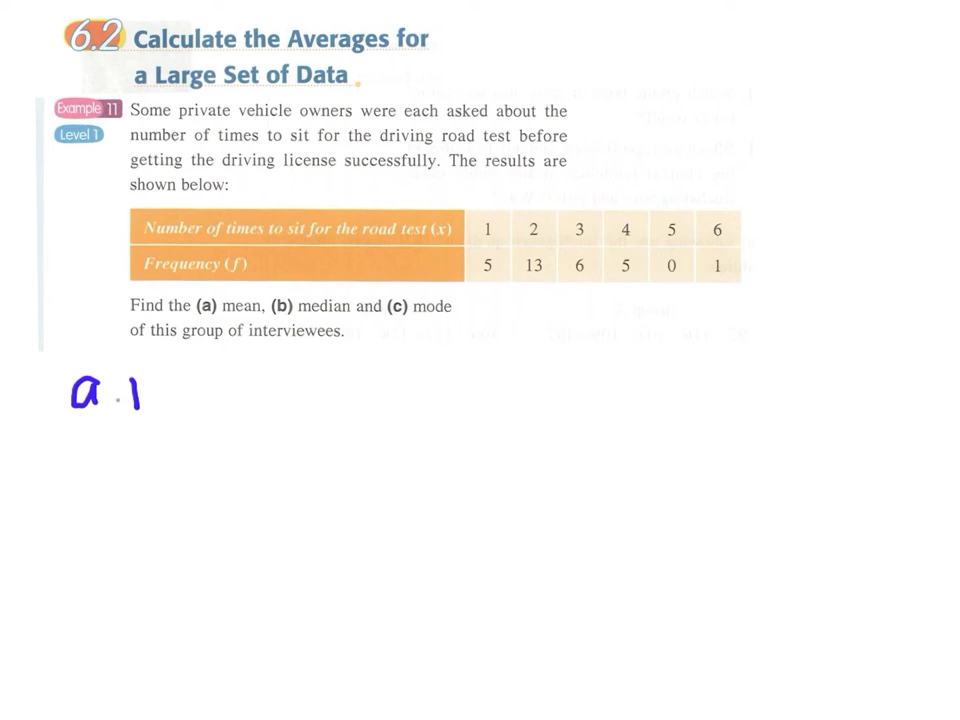 6.2 Calculate the Averages for
a Large Set of Data
Example 11 Some private vehicle owners were each asked about the
Level 1 number of times to sit for the driving road test before
getting the driving license successfully. The results are
shown below:
Number of times to sit for the road test (x) 1 2 3 4 5 6
Frequency (f) 5 13 6 5 0 1
Find the (a) mean, (b) median and (c) mode
of this group of interviewees.
a.